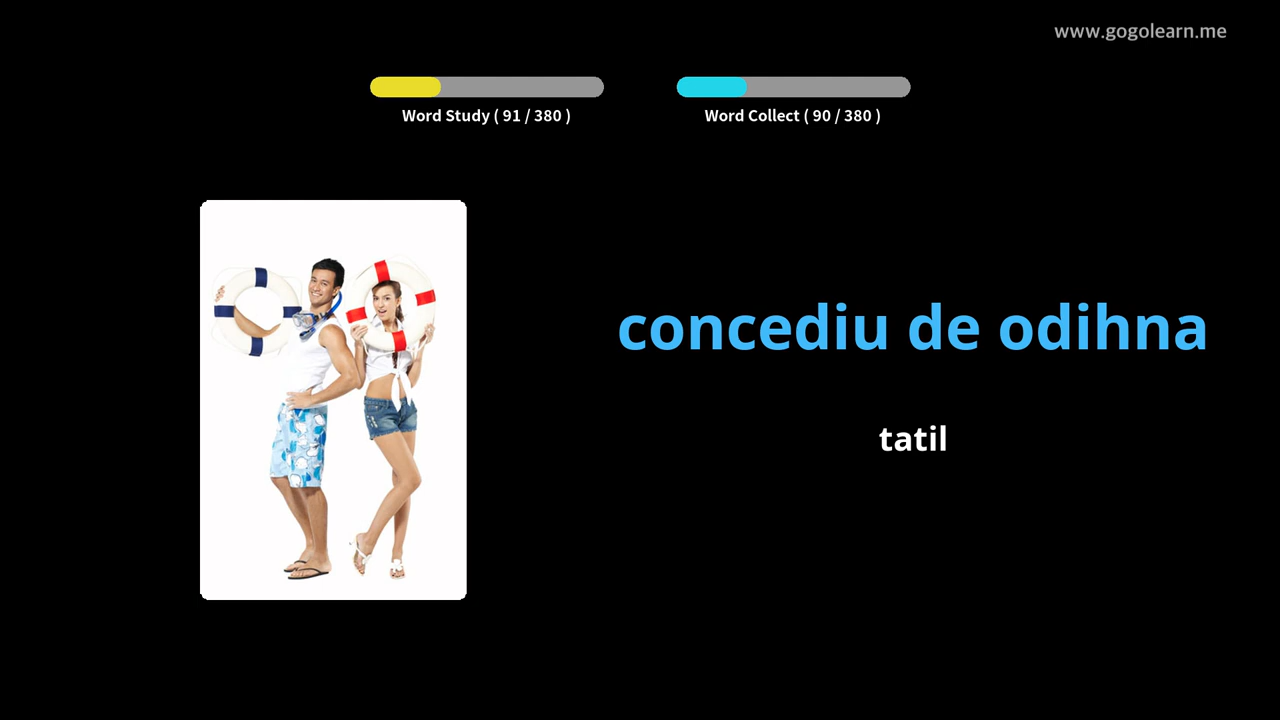 www.gogolearn.me
Word Study ( 91 / 380 )
Word Collect ( 90 / 380 )
concediu de odihna
tatil